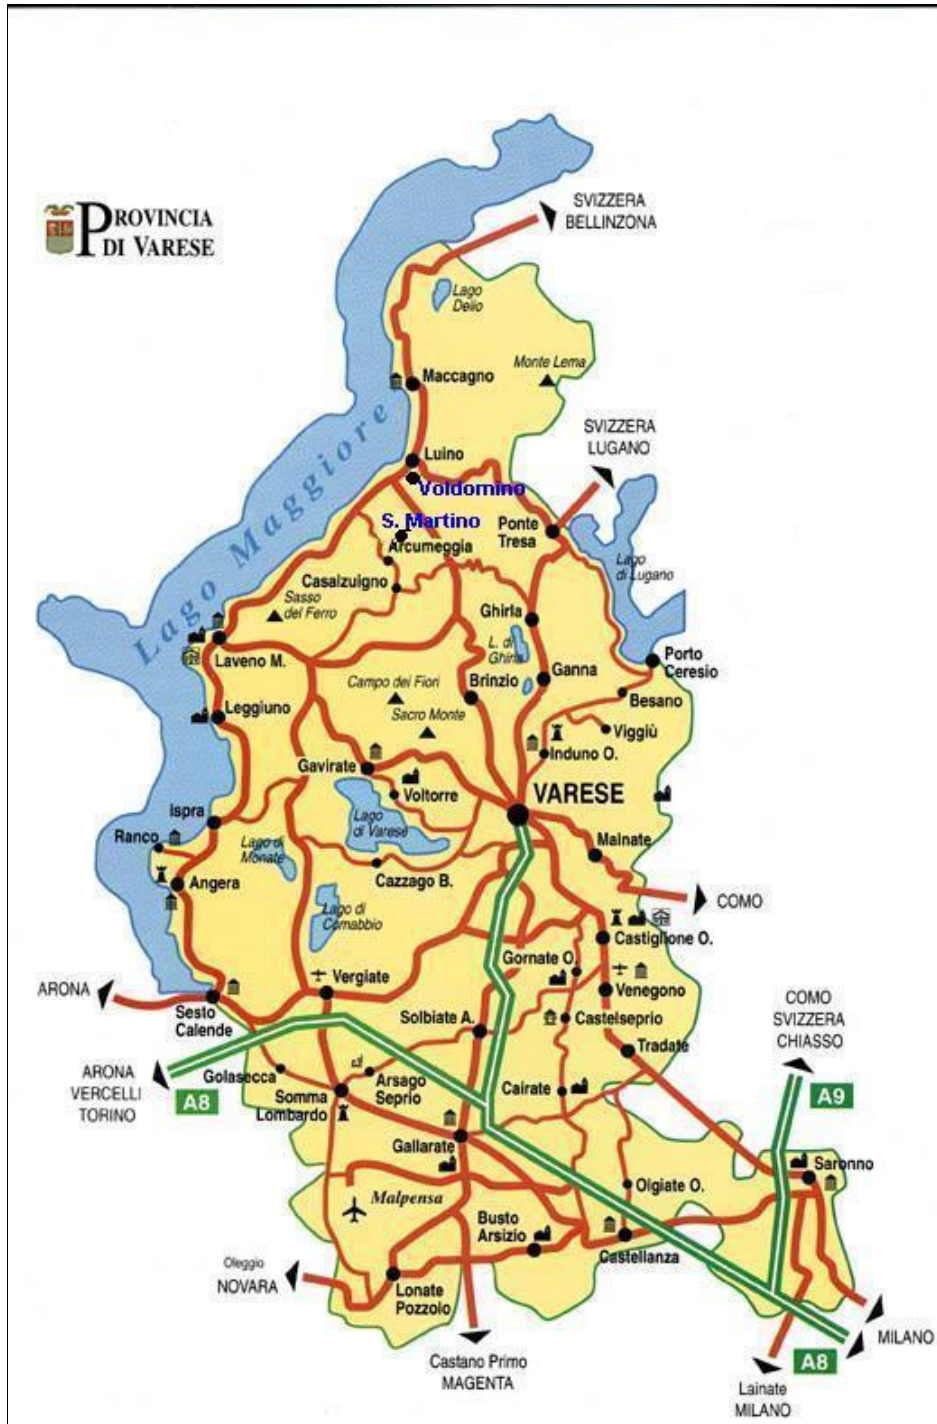 PROVINCIA
DI VARESE
SVIZZERA
BELLINZONA
Lago
Delio
Monte Lema
Maccagno
SVIZZERA
LUGANO
Lago Maggiore
Luino
Voldomino
S. Martino
Ponte
Tresa
Arcumeggia
Lago
di Lugano
Casalzuigno
Sasso
del Ferro
Ghirla
L. di
Ghirla
Laveno M.
Porto
Ceresio
Ganna
Campo dei Fiori
Brinzio
Besano
Leggiuno
Sacro Monte
Viggiù
Induno O.
Gavirate
Voltorre
VARESE
Ispra
Lago
di Varese
Ranco
Lago di
Monate
Malnate
Cazzago B.
Angera
COMO
Lago di
Comabbio
Castiglione O.
Gornate O.
Vergiate
ARONA
Venegono
Sesto
Calende
Solbiate A.
Castelseprio
COMO
SVIZZERA
CHIASSO
Tradate
ARONA
VERCELLI
TORINO
A8
Golasecca
Arsago
Seprio
Cairate
A9
Somma
Lombardo
Gallarate
Saronno
Malpensa
Olgiate O.
Busto
Arsizio
Castellanza
Oleggio
NOVARA
Lonate
Pozzolo
MILANO
Castano Primo
MAGENTA
A8
Lainate
MILANO